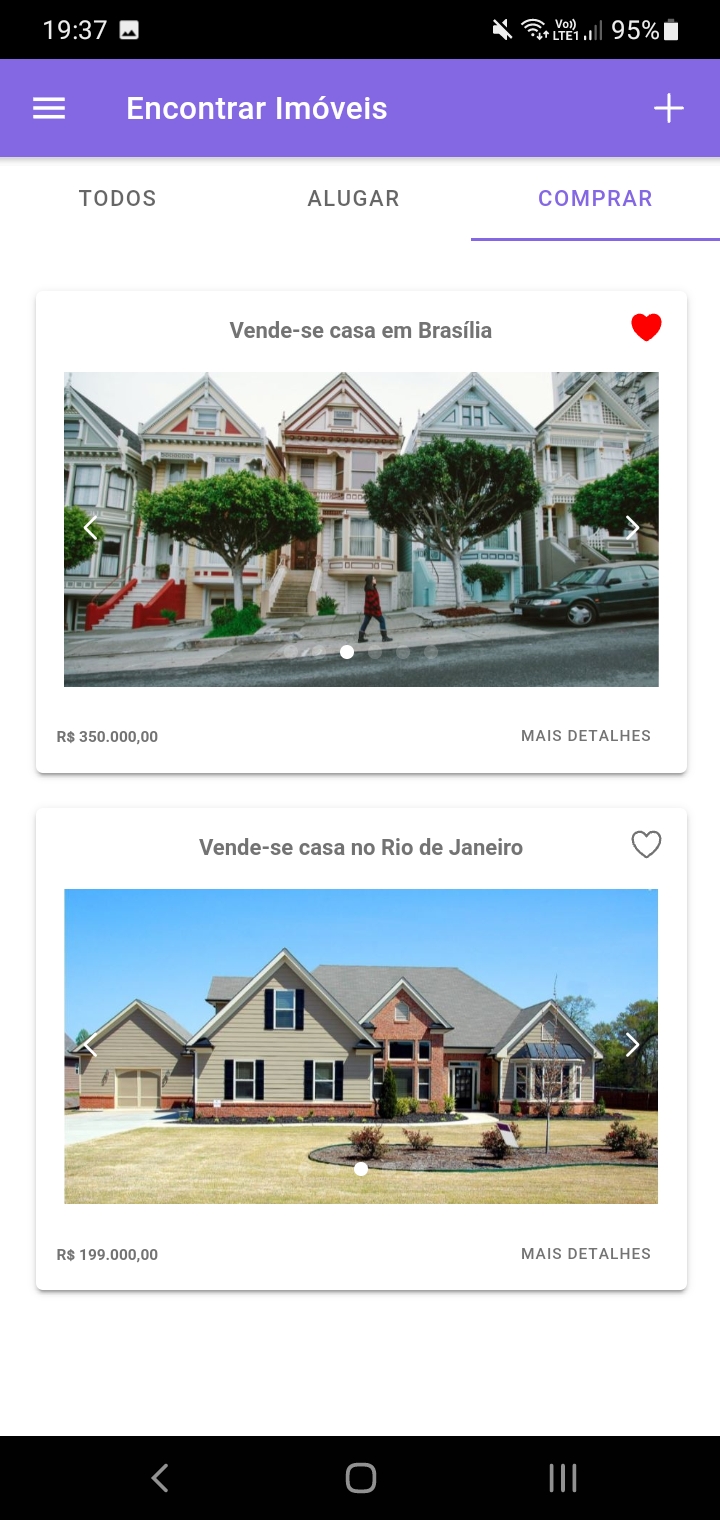 19:37
Vo)) LTE1 95%
Encontrar Imóveis
TODOS ALUGAR COMPRAR
Vende-se casa em Brasília
R$ 350.000,00 MAIS DETALHES
Vende-se casa no Rio de Janeiro
R$ 199.000,00 MAIS DETALHES